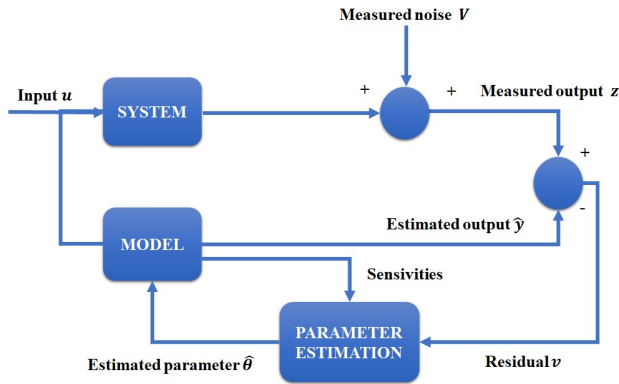 Measured noise V
Input u
+
+
Measured output z
SYSTEM
+
-
MODEL
Estimated output ŷ
Sensivities
PARAMETER
ESTIMATION
Estimated parameter θ̂
Residual v